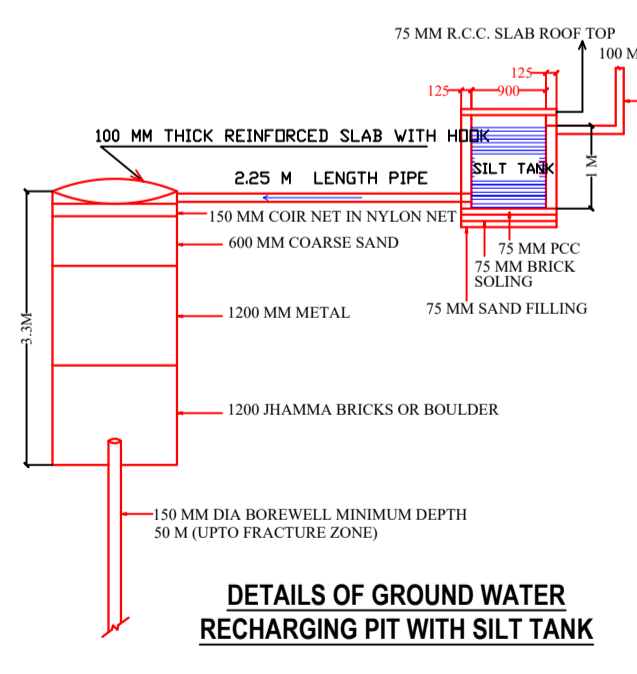 75 MM R.C.C. SLAB ROOF TOP
100 M
125
125
900
100 MM THICK REINFORCED SLAB WITH HOOK
SILT TANK
1 M
2.25 M LENGTH PIPE
150 MM COIR NET IN NYLON NET
600 MM COARSE SAND
75 MM PCC
75 MM BRICK
SOLING
75 MM SAND FILLING
3.3M
1200 MM METAL
1200 JHAMMA BRICKS OR BOULDER
150 MM DIA BOREWELL MINIMUM DEPTH
50 M (UPTO FRACTURE ZONE)
DETAILS OF GROUND WATER
RECHARGING PIT WITH SILT TANK